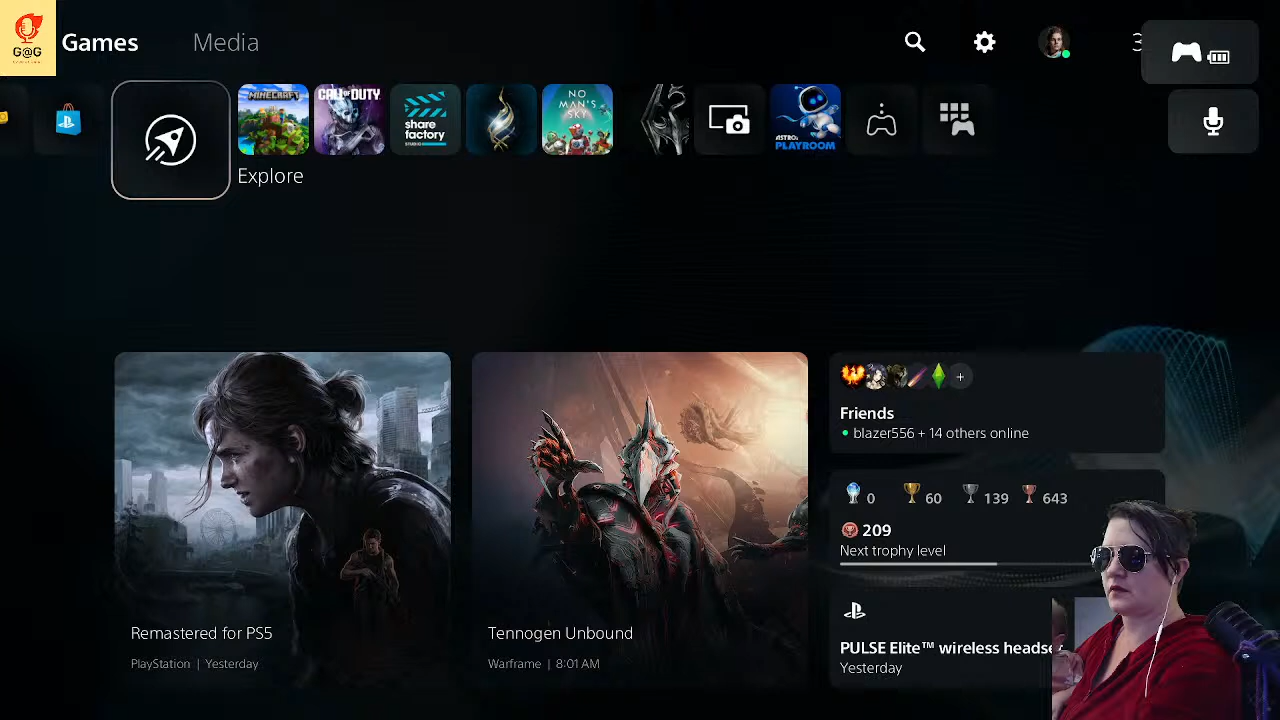 G@G
Games
Media
3
MINECRAFT
CALL OF DUTY
share
factory
STUDIO
NO
MAN'S
SKY
ASTRO's
PLAYROOM
Explore
Remastered for PS5
PlayStation | Yesterday
Tennogen Unbound
Warframe | 8:01 AM
+
Friends
blazer556 + 14 others online
0 60 139 643
209
Next trophy level
PULSE Elite™ wireless headse
Yesterday